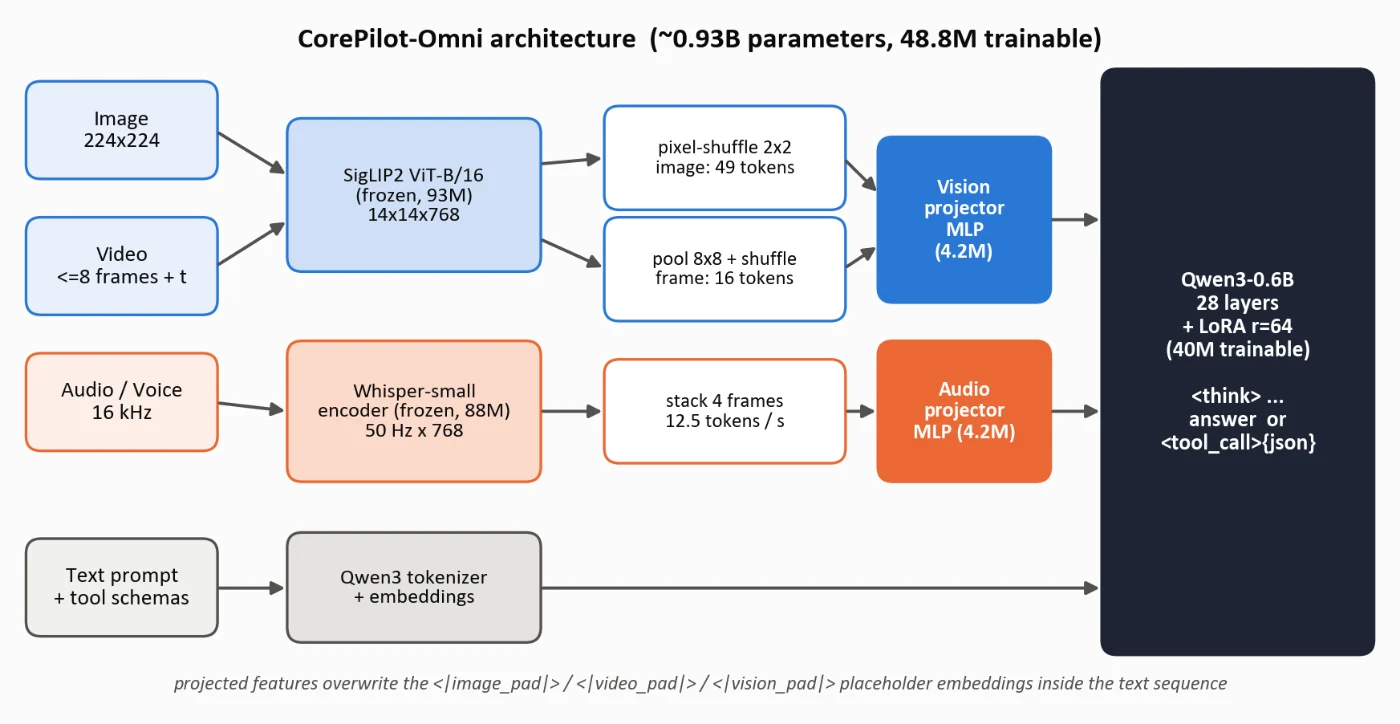 CorePilot-Omni architecture (~0.93B parameters, 48.8M trainable)
Image
224x224
Video
<=8 frames + t
SigLIP2 ViT-B/16
(frozen, 93M)
14x14x768
pixel-shuffle 2x2
image: 49 tokens
pool 8x8 + shuffle
frame: 16 tokens
Vision
projector
MLP
(4.2M)
Audio / Voice
16 kHz
Whisper-small
encoder (frozen, 88M)
50 Hz x 768
stack 4 frames
12.5 tokens / s
Audio
projector
MLP (4.2M)
Text prompt
+ tool schemas
Qwen3 tokenizer
+ embeddings
Qwen3-0.6B
28 layers
+ LoRA r=64
(40M trainable)
<think> ...
answer or
<tool_call>{json}
projected features overwrite the <|image_pad|> / <|video_pad|> / <|vision_pad|> placeholder embeddings inside the text sequence